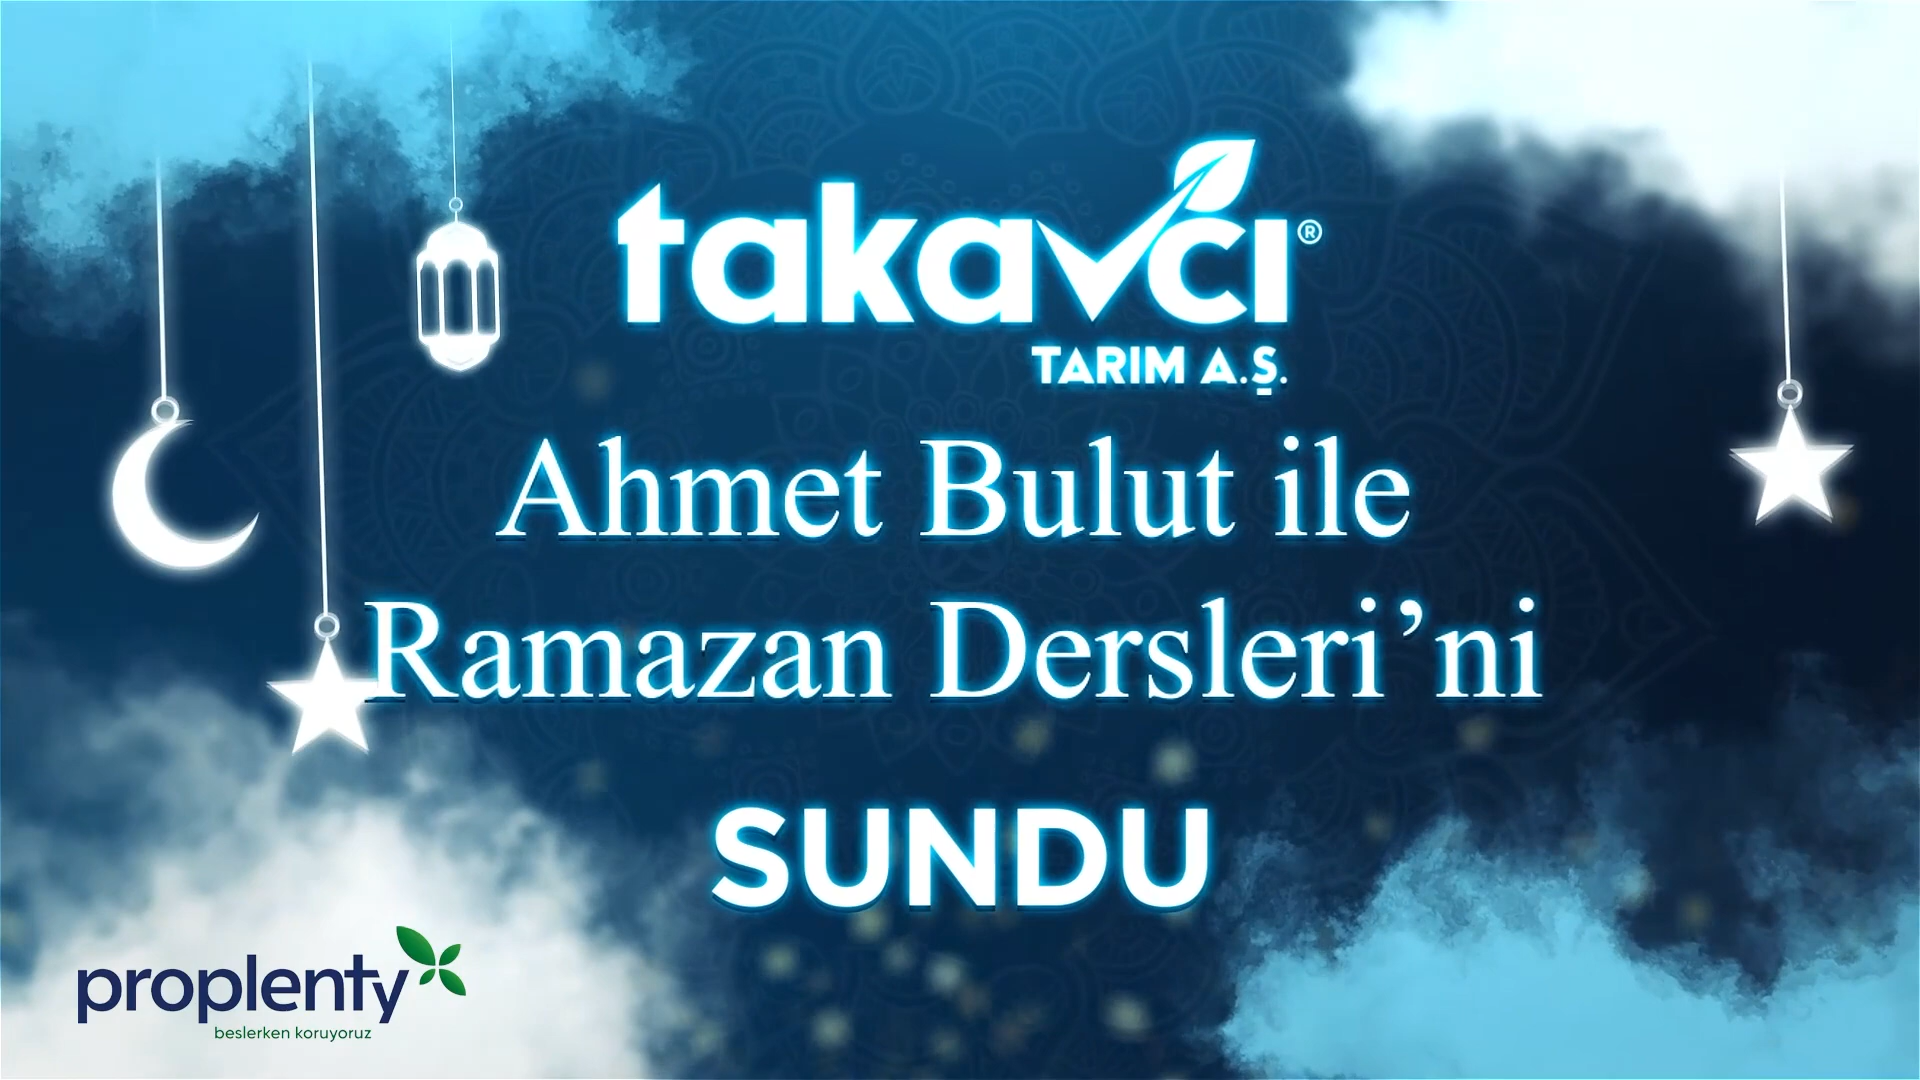 takavcı®
TARIM A.Ş.
Ahmet Bulut ile
Ramazan Dersleri’ni
SUNDU
proplenty
beslerken koruyoruz